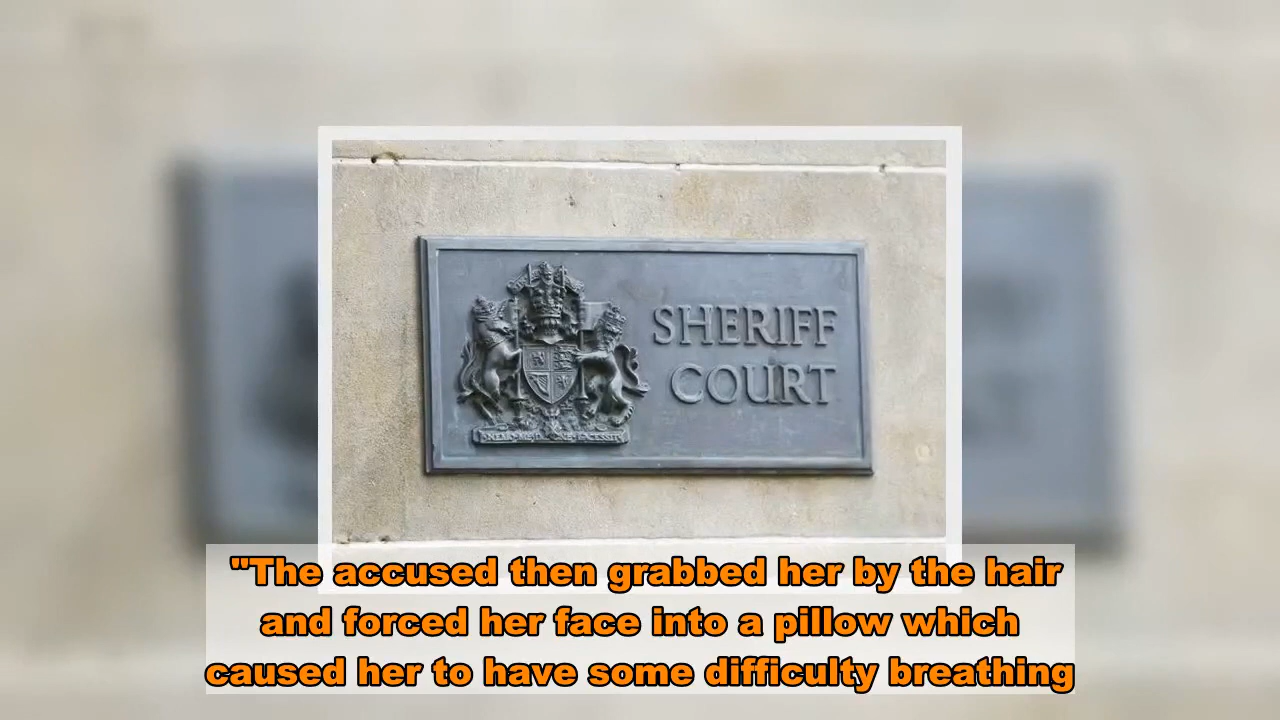 SHERIFF
COURT
"The accused then grabbed her by the hair
and forced her face into a pillow which
caused her to have some difficulty breathing